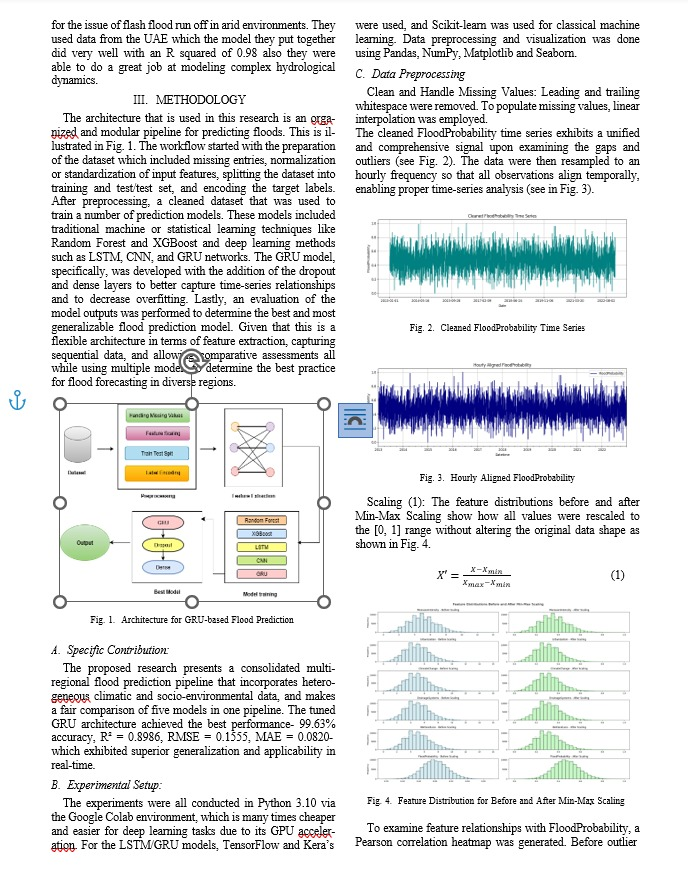 for the issue of flash flood run off in arid environments. They
used data from the UAE which the model they put together
did very well with an R squared of 0.98 also they were
able to do a great job at modeling complex hydrological
dynamics.
III. METHODOLOGY
The architecture that is used in this research is an orga-
nized and modular pipeline for predicting floods. This is il-
lustrated in Fig. 1. The workflow started with the preparation
of the dataset which included missing entries, normalization
or standardization of input features, splitting the dataset into
training and test/test set, and encoding the target labels.
After preprocessing, a cleaned dataset that was used to
train a number of prediction models. These models included
traditional machine or statistical learning techniques like
Random Forest and XGBoost and deep learning methods
such as LSTM, CNN, and GRU networks. The GRU model,
specifically, was developed with the addition of the dropout
and dense layers to better capture time-series relationships
and to decrease overfitting. Lastly, an evaluation of the
model outputs was performed to determine the best and most
generalizable flood prediction model. Given that this is a
flexible architecture in terms of feature extraction, capturing
sequential data, and comparative assessments all
while using multiple determine the best practice
for flood forecasting in diverse regions.
Handling Missing Values
Feature Scaling
Train Test Split
Label Encoding
Dataset
Preprocessing
Feature Extraction
GRU
Dropout
Dense
Output
Best Model
Random Forest
XGBoost
LSTM
CNN
GRU
Model training
Fig. 1. Architecture for GRU-based Flood Prediction
A. Specific Contribution:
The proposed research presents a consolidated multi-
regional flood prediction pipeline that incorporates hetero-
geneous climatic and socio-environmental data, and makes
a fair comparison of five models in one pipeline. The tuned
GRU architecture achieved the best performance- 99.63%
accuracy, R² = 0.8986, RMSE = 0.1555, MAE = 0.0820-
which exhibited superior generalization and applicability in
real-time.
B. Experimental Setup:
The experiments were all conducted in Python 3.10 via
the Google Colab environment, which is many times cheaper
and easier for deep learning tasks due to its GPU acceler-
ation. For the LSTM/GRU models, TensorFlow and Kera's
were used, and Scikit-learn was used for classical machine
learning. Data preprocessing and visualization was done
using Pandas, NumPy, Matplotlib and Seaborn.
C. Data Preprocessing
Clean and Handle Missing Values: Leading and trailing
whitespace were removed. To populate missing values, linear
interpolation was employed.
The cleaned FloodProbability time series exhibits a unified
and comprehensive signal upon examining the gaps and
outliers (see Fig. 2). The data were then resampled to an
hourly frequency so that all observations align temporally,
enabling proper time-series analysis (see in Fig. 3).
Cleaned FloodProbability Time Series
Fig. 2. Cleaned FloodProbability Time Series
Hourly Aligned FloodProbability
Fig. 3. Hourly Aligned FloodProbability
Scaling (1): The feature distributions before and after
Min-Max Scaling show how all values were rescaled to
the [0, 1] range without altering the original data shape as
shown in Fig. 4.
X' = X−Xmin / Xmax−Xmin (1)
Feature Distributions Before and After Min-Max Scaling
Fig. 4. Feature Distribution for Before and After Min-Max Scaling
To examine feature relationships with FloodProbability, a
Pearson correlation heatmap was generated. Before outlier